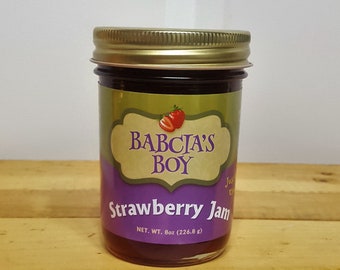 BABCIA'S
BOY
Strawberry Jam
NET. WT. 8oz (226.8 g)